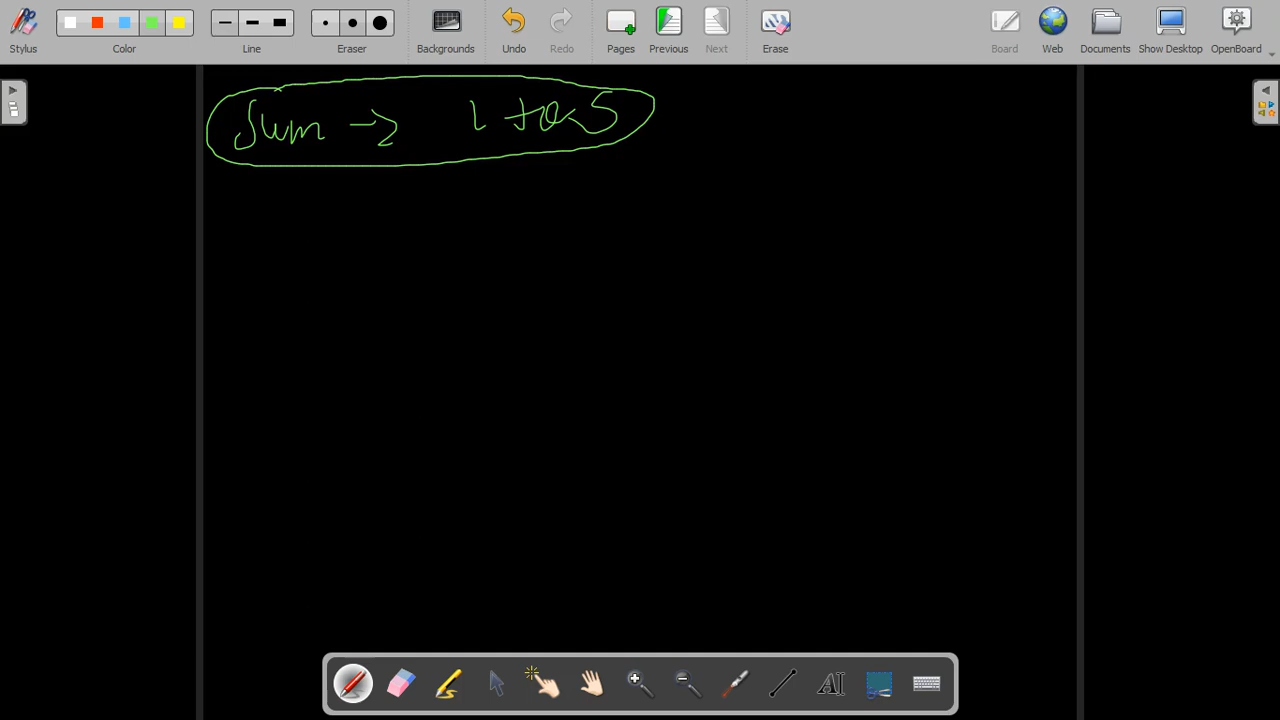 Stylus Color Line Eraser Backgrounds Undo Redo Pages Previous Next Erase Board Web Documents Show Desktop OpenBoard
Sum → 1 to 5
AI